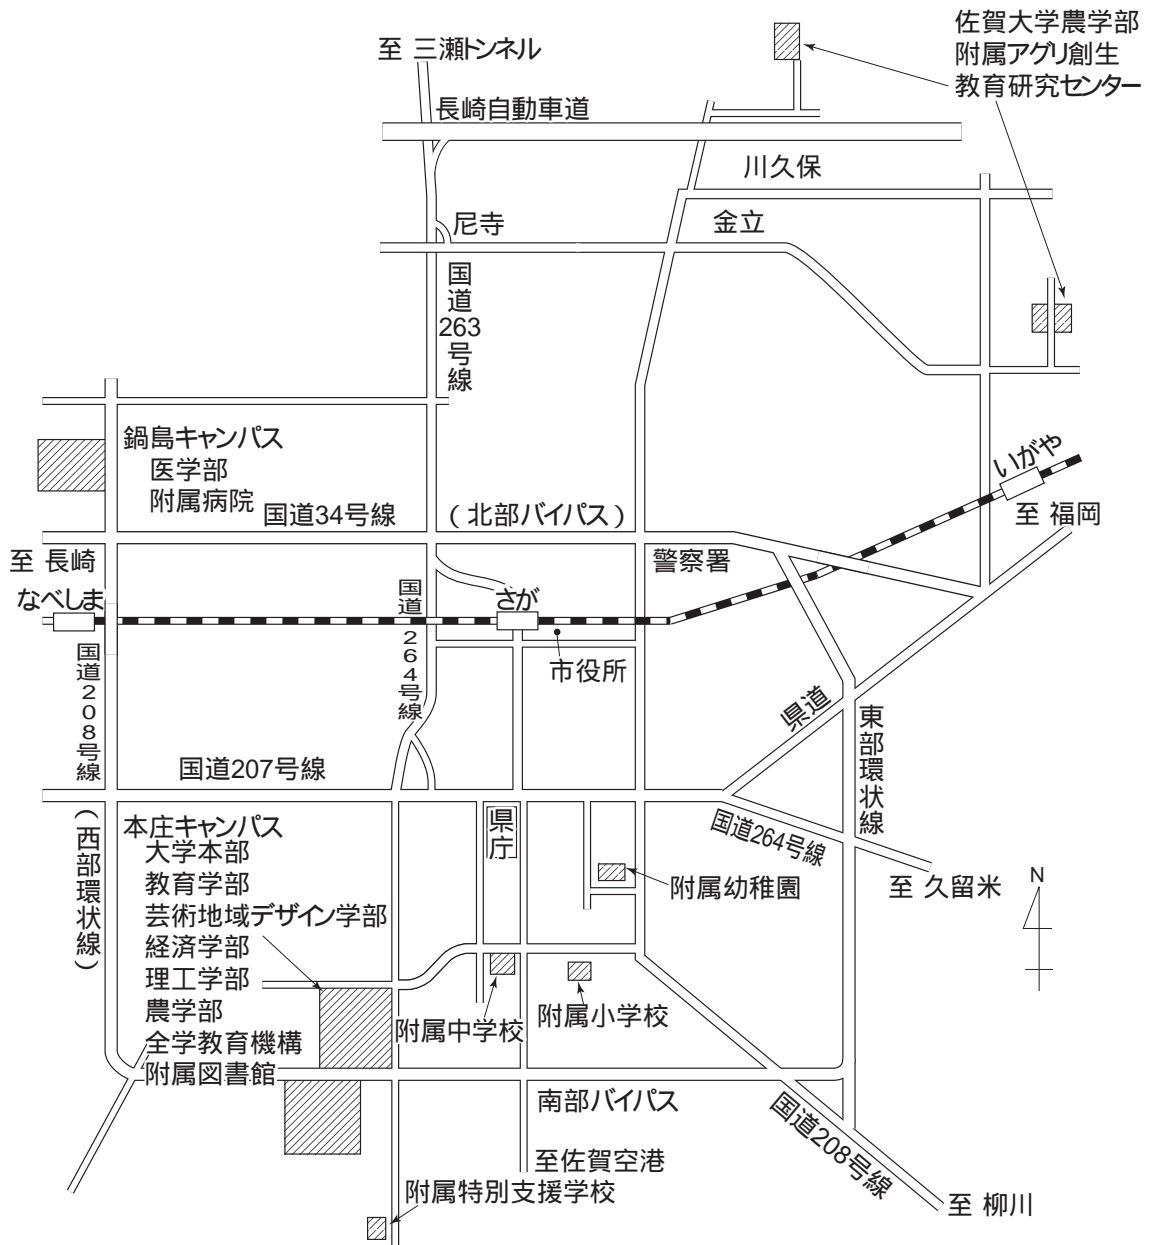 佐賀大学農学部
附属アグリ創生
教育研究センター
至 三瀬トンネル
長崎自動車道
川久保
尼寺
金立
国道263号線
鍋島キャンパス
医学部
附属病院
国道34号線
（北部バイパス）
いがや
至 福岡
至 長崎
警察署
なべしま
さが
国道264号線
市役所
国道208号線
県道
東部環状線
国道207号線
（西部環状線）
本庄キャンパス
大学本部
教育学部
芸術地域デザイン学部
経済学部
理工学部
農学部
全学教育機構
附属図書館
県庁
国道264号線
附属幼稚園
至 久留米
N
附属中学校
附属小学校
南部バイパス
国道208号線
至佐賀空港
附属特別支援学校
至 柳川